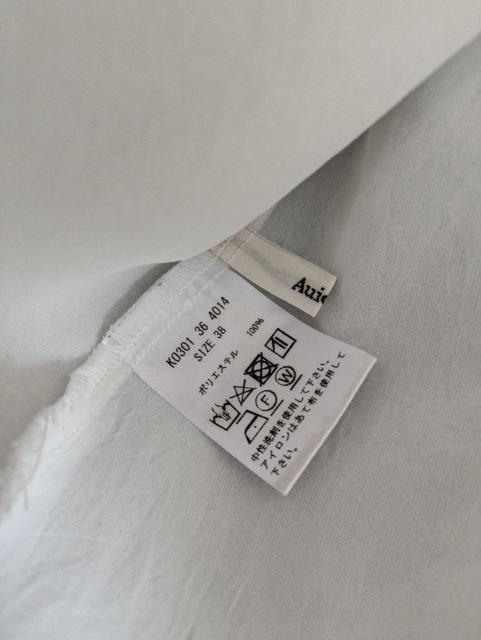 Auic
K0301 36 4014
SIZE 38
ポリエステル 100%
F W
中性洗剤を使用して下さい。
アイロンはあて布を使用して
下さい。